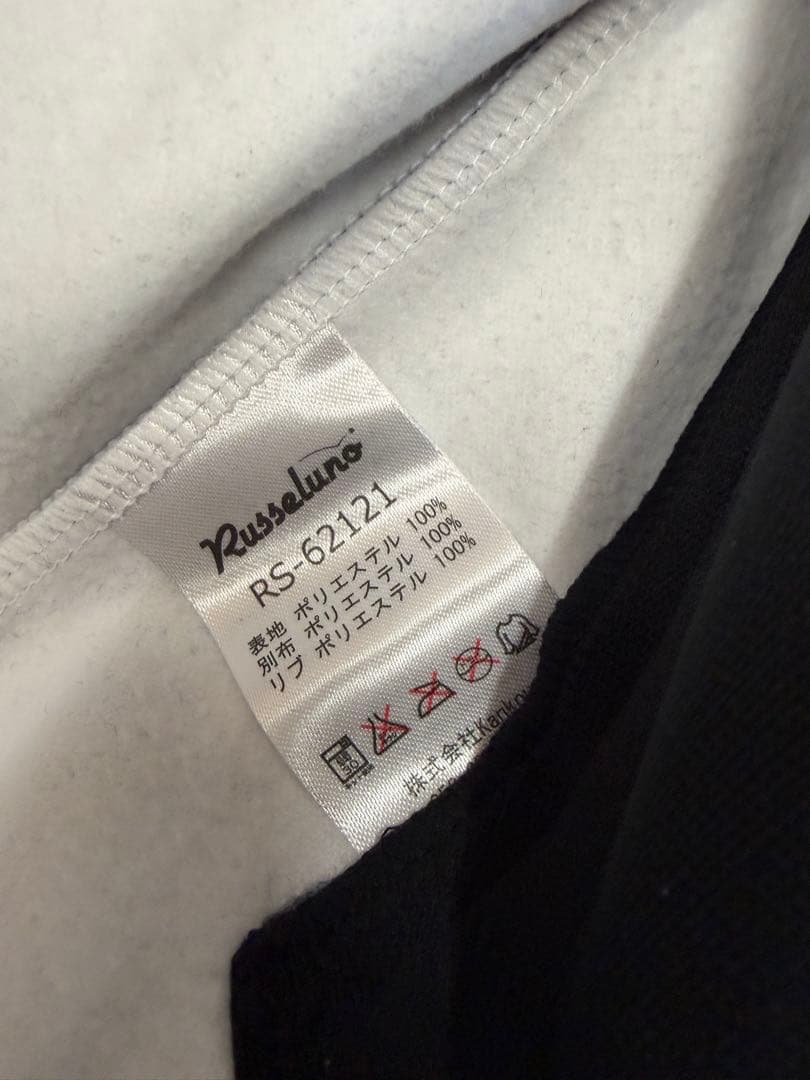 Russeluno
RS-62121
表地 ポリエステル 100%
別布 ポリエステル 100%
リブ ポリエステル 100%
株式会社Kanko